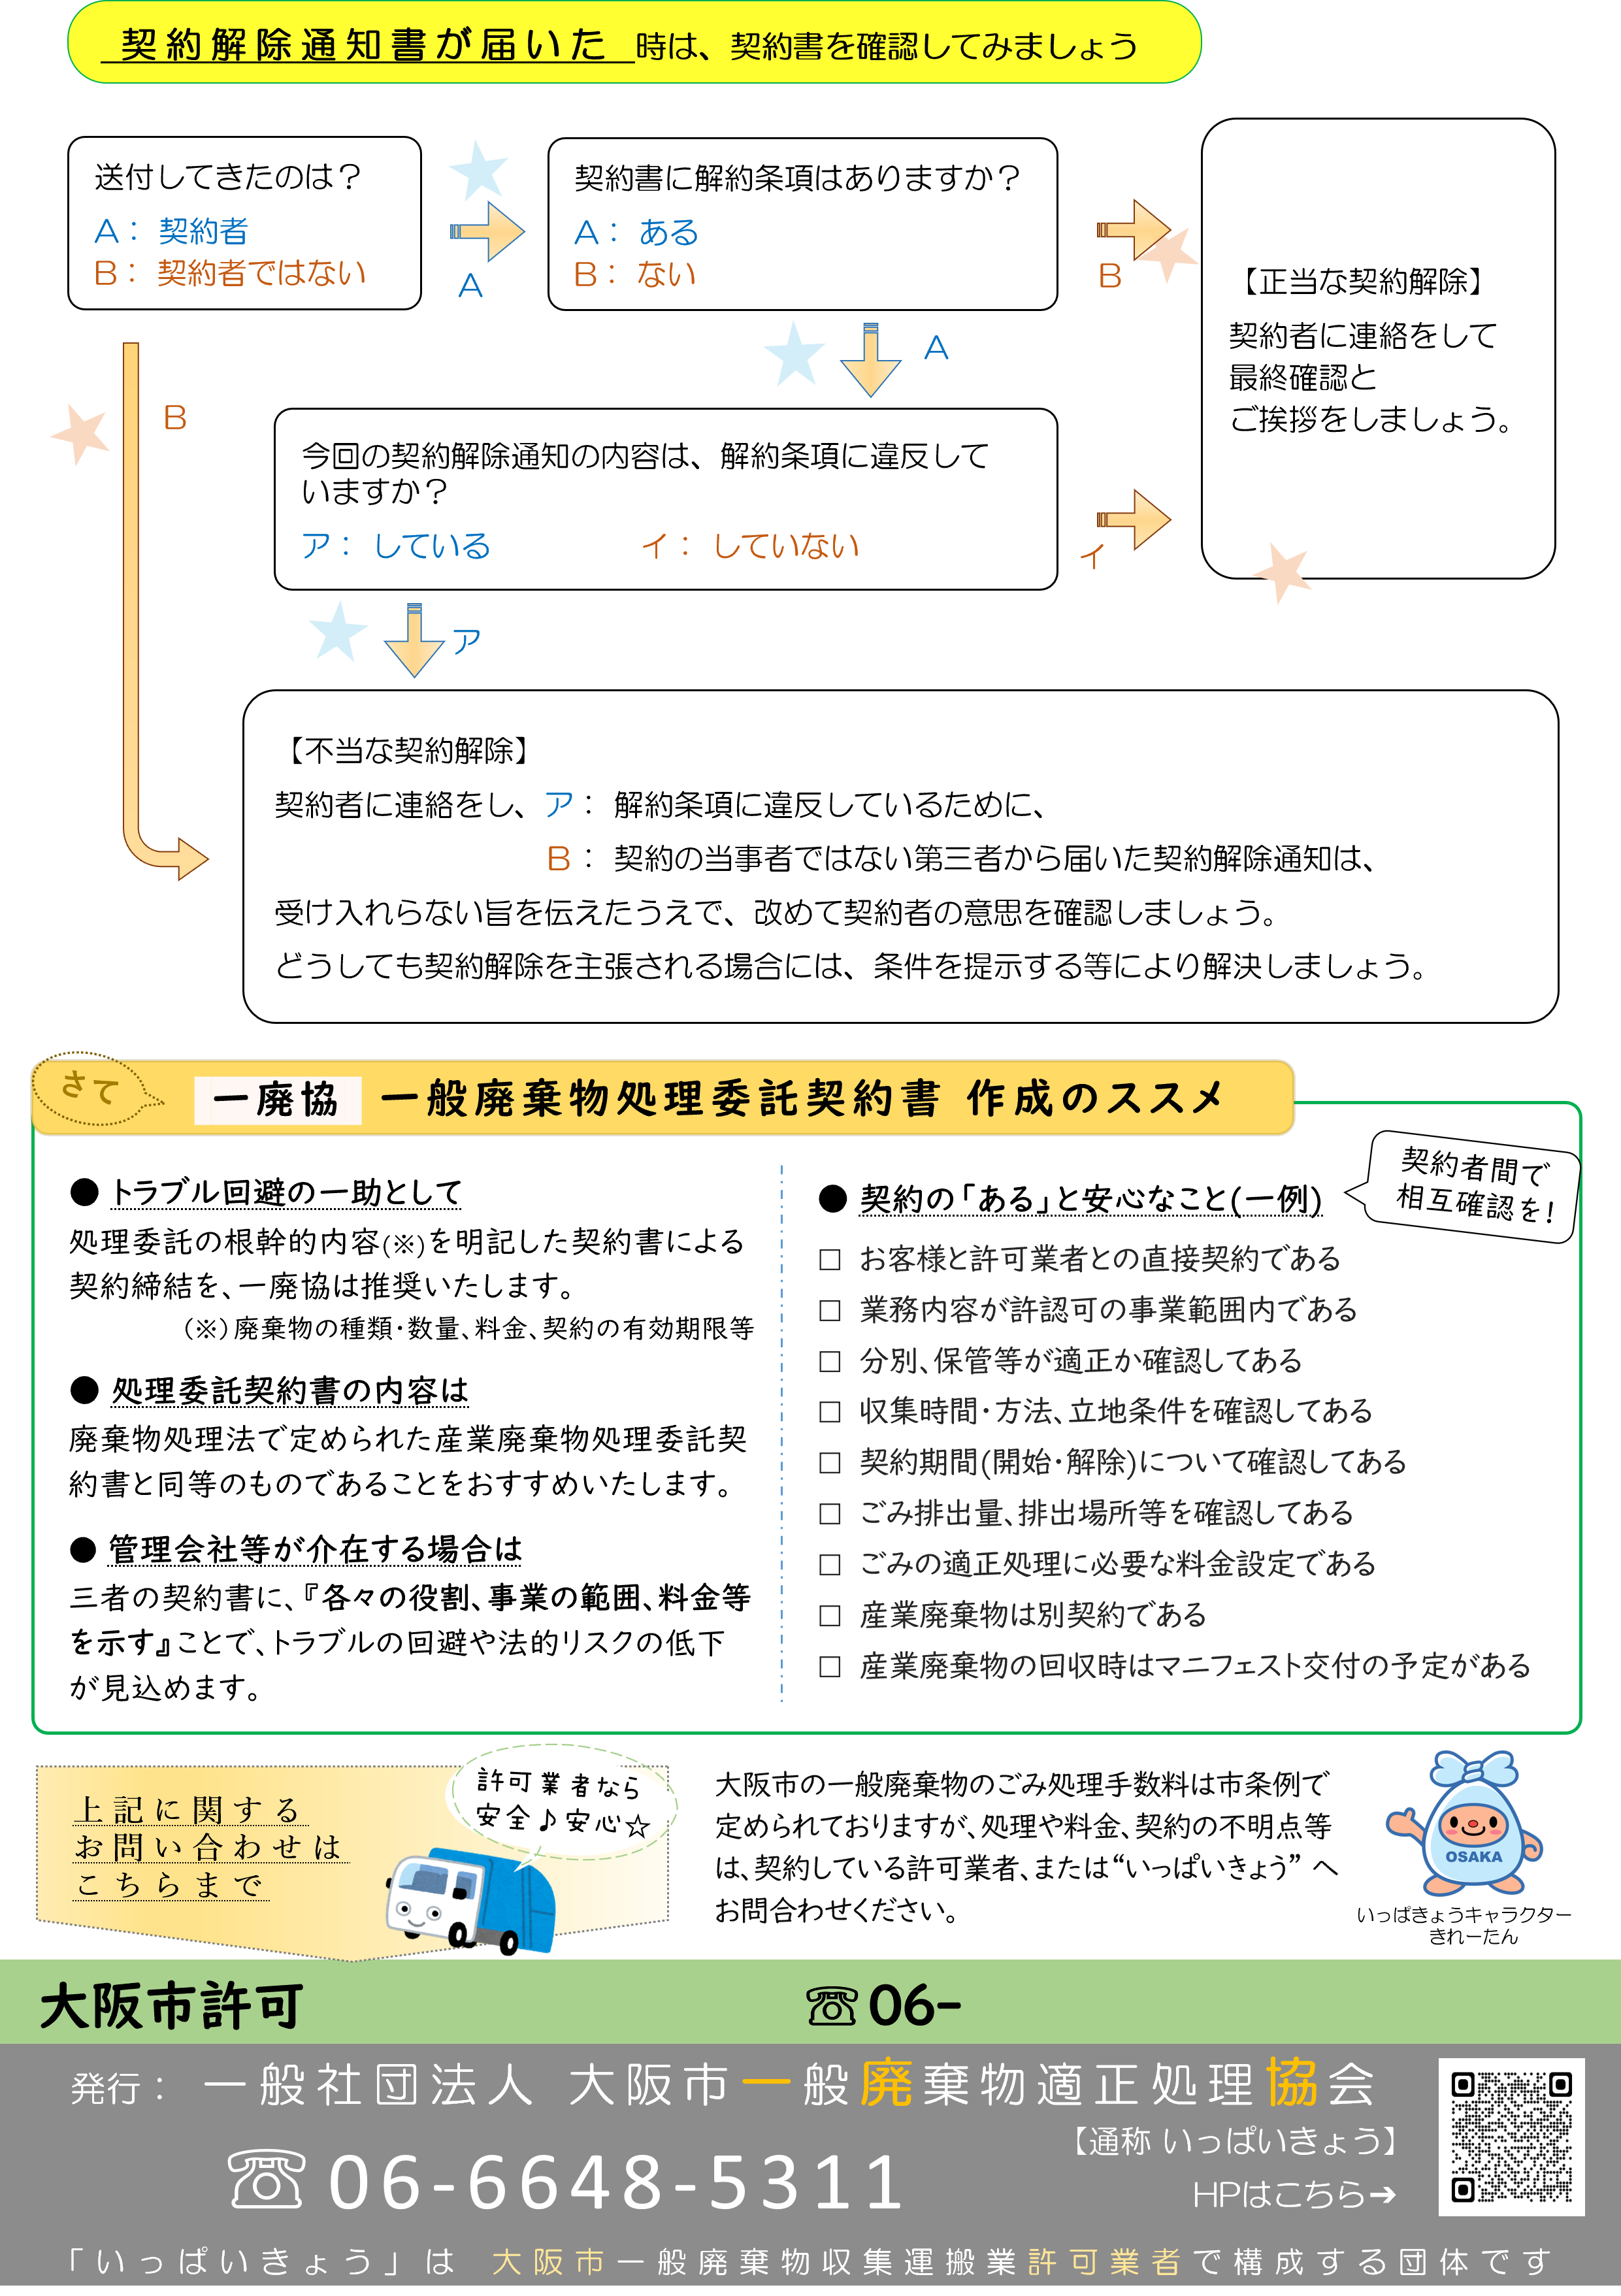 契約解除通知書が届いた 時は、契約書を確認してみましょう
送付してきたのは？
A： 契約者
B： 契約者ではない
A
契約書に解約条項はありますか？
A： ある
B： ない
B
【正当な契約解除】
契約者に連絡をして
最終確認と
ご挨拶をしましょう。
A
B
今回の契約解除通知の内容は、解約条項に違反して
いますか？
ア： している　　イ： していない
イ
ア
【不当な契約解除】
契約者に連絡をし、ア： 解約条項に違反しているために、
B： 契約の当事者ではない第三者から届いた契約解除通知は、
受け入れらない旨を伝えたうえで、改めて契約者の意思を確認しましょう。
どうしても契約解除を主張される場合には、条件を提示する等により解決しましょう。
さて
一廃協 一般廃棄物処理委託契約書 作成のススメ
● トラブル回避の一助として
処理委託の根幹的内容(※)を明記した契約書による
契約締結を、一廃協は推奨いたします。
(※)廃棄物の種類・数量、料金、契約の有効期限等
● 処理委託契約書の内容は
廃棄物処理法で定められた産業廃棄物処理委託契
約書と同等のものであることをおすすめいたします。
● 管理会社等が介在する場合は
三者の契約書に、『各々の役割、事業の範囲、料金等
を示す』ことで、トラブルの回避や法的リスクの低下
が見込めます。
契約者間で
相互確認を！
● 契約の「ある」と安心なこと(一例)
□ お客様と許可業者との直接契約である
□ 業務内容が許認可の事業範囲内である
□ 分別、保管等が適正か確認してある
□ 収集時間・方法、立地条件を確認してある
□ 契約期間(開始・解除)について確認してある
□ ごみ排出量、排出場所等を確認してある
□ ごみの適正処理に必要な料金設定である
□ 産業廃棄物は別契約である
□ 産業廃棄物の回収時はマニフェスト交付の予定がある
上記に関する
お問い合わせは
こちらまで
許可業者なら
安全♪安心☆
大阪市の一般廃棄物のごみ処理手数料は市条例で
定められておりますが、処理や料金、契約の不明点等
は、契約している許可業者、または“いっぱいきょう” へ
お問合わせください。
OSAKA
いっぱきょうキャラクター
きれーたん
大阪市許可　　☏06-
発行： 一般社団法人 大阪市一般廃棄物適正処理協会
【通称 いっぱいきょう】
☏06-6648-5311
HPはこちら➔
「いっぱいきょう」は 大阪市一般廃棄物収集運搬業許可業者で構成する団体です